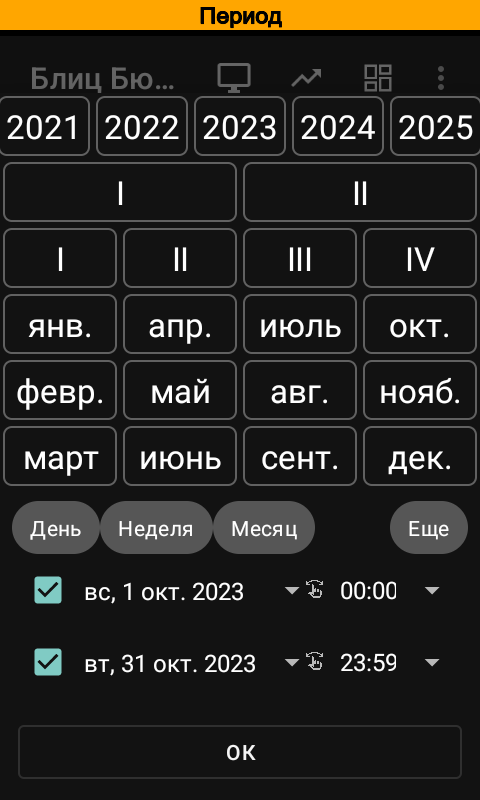 Период
Блиц Бю...
2021 2022 2023 2024 2025
I II
I II III IV
янв. апр. июль окт.
февр. май авг. нояб.
март июнь сент. дек.
День Неделя Месяц Еще
вс, 1 окт. 2023 00:00
вт, 31 окт. 2023 23:59
ОК